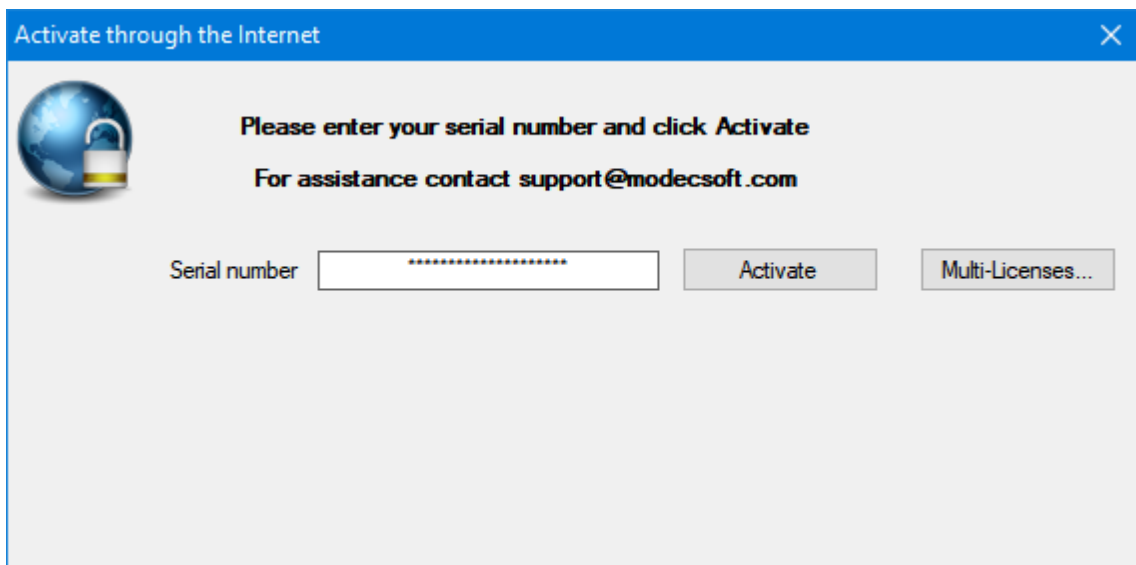 Activate through the Internet
Please enter your serial number and click Activate
For assistance contact support@modecsoft.com
Serial number ******************** Activate Multi-Licenses...